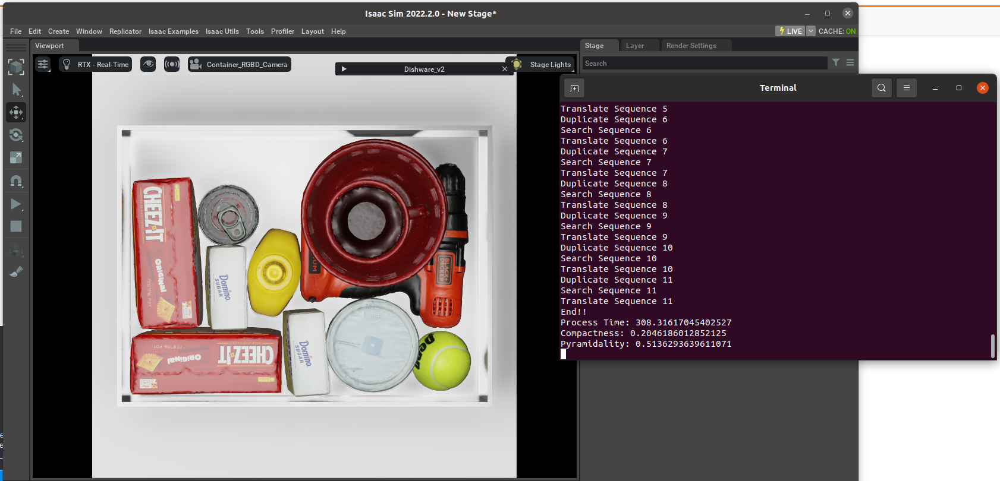 Isaac Sim 2022.2.0 - New Stage*
File Edit Create Window Replicator Isaac Examples Isaac Utils Tools Profiler Layout Help
LIVE CACHE: ON
Viewport
Stage Layer Render Settings
RTX - Real-Time
Container_RGBD_Camera
Dishware_v2
Stage Lights
Search
Terminal
Translate Sequence 5
Duplicate Sequence 6
Search Sequence 6
Translate Sequence 6
Duplicate Sequence 7
Search Sequence 7
Translate Sequence 7
Duplicate Sequence 8
Search Sequence 8
Translate Sequence 8
Duplicate Sequence 9
Search Sequence 9
Translate Sequence 9
Duplicate Sequence 10
Search Sequence 10
Translate Sequence 10
Duplicate Sequence 11
Search Sequence 11
Translate Sequence 11
End!!
Process Time: 308.31617045402527
Compactness: 0.2046186012852125
Pyramidality: 0.5136293639611071
CHEEZ-IT
ORIGINAL
Domino
SUGAR
BLACK+
DECKER
CHEEZ-IT
ORIGINAL
Domino
SUGAR